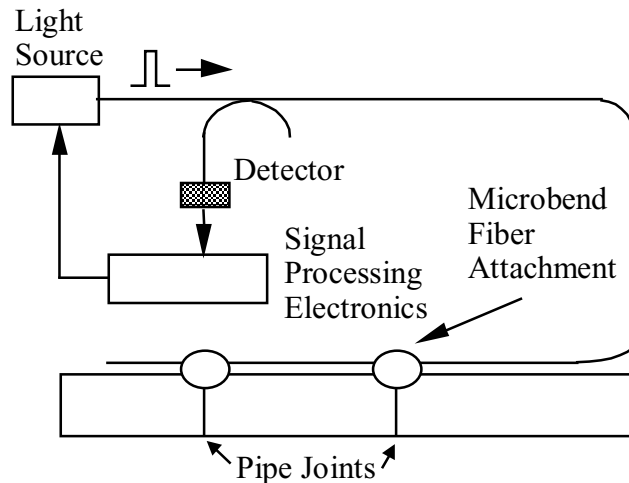 Light
Source
Detector
Microbend
Fiber
Attachment
Signal
Processing
Electronics
Pipe Joints